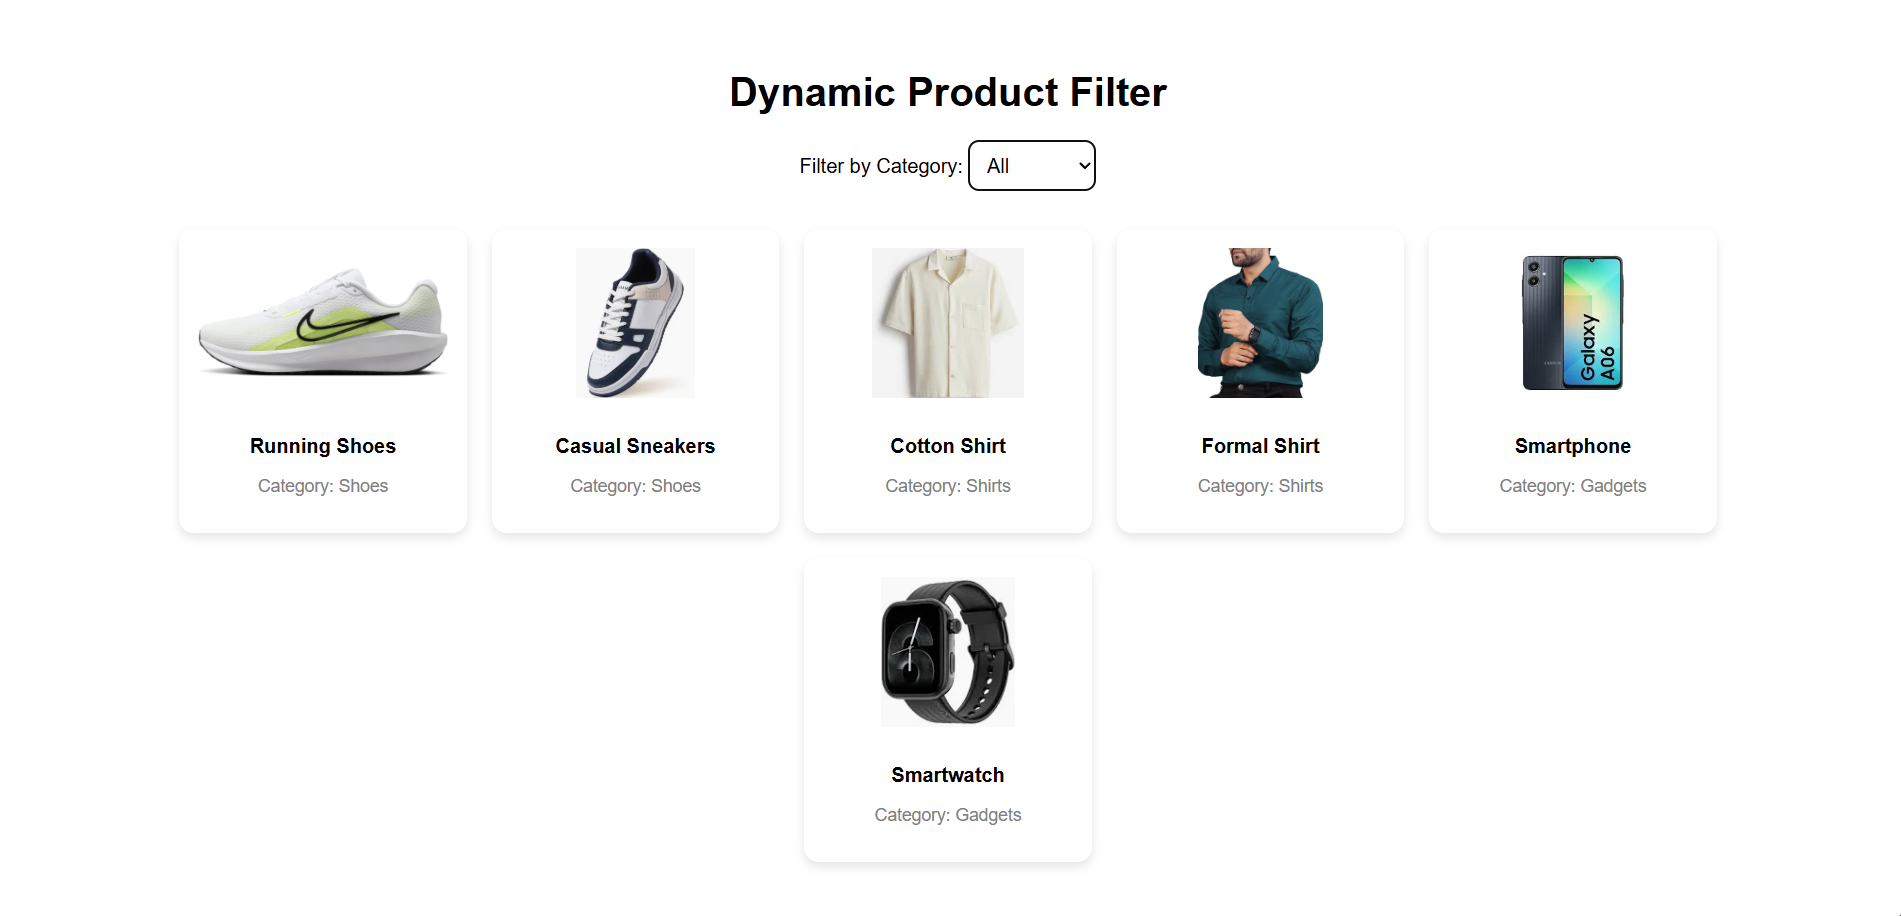 Dynamic Product Filter
Filter by Category: All
Running Shoes
Category: Shoes
Casual Sneakers
Category: Shoes
Cotton Shirt
Category: Shirts
Formal Shirt
Category: Shirts
Galaxy
A06
Smartphone
Category: Gadgets
Smartwatch
Category: Gadgets